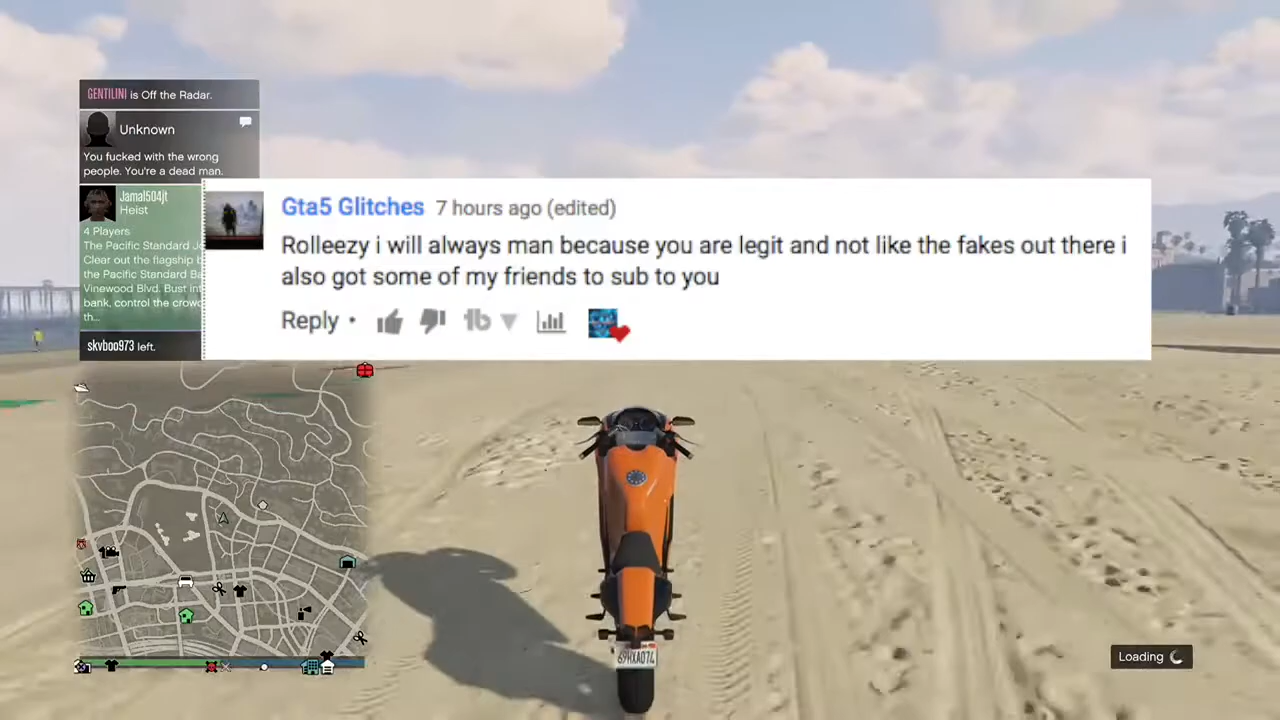 GENTILINI is Off the Radar.
Unknown
You fucked with the wrong
people. You're a dead man.
Jamal504jt
Heist
4 Players
The Pacific Standard
Clear out the flagship
the Pacific Standard
Vinewood Blvd. Bust
bank, control the
th...
skvboo973 left.
Gta5 Glitches 7 hours ago (edited)
Rolleezy i will always man because you are legit and not like the fakes out there i
also got some of my friends to sub to you
Reply •
Loading
69HXA074